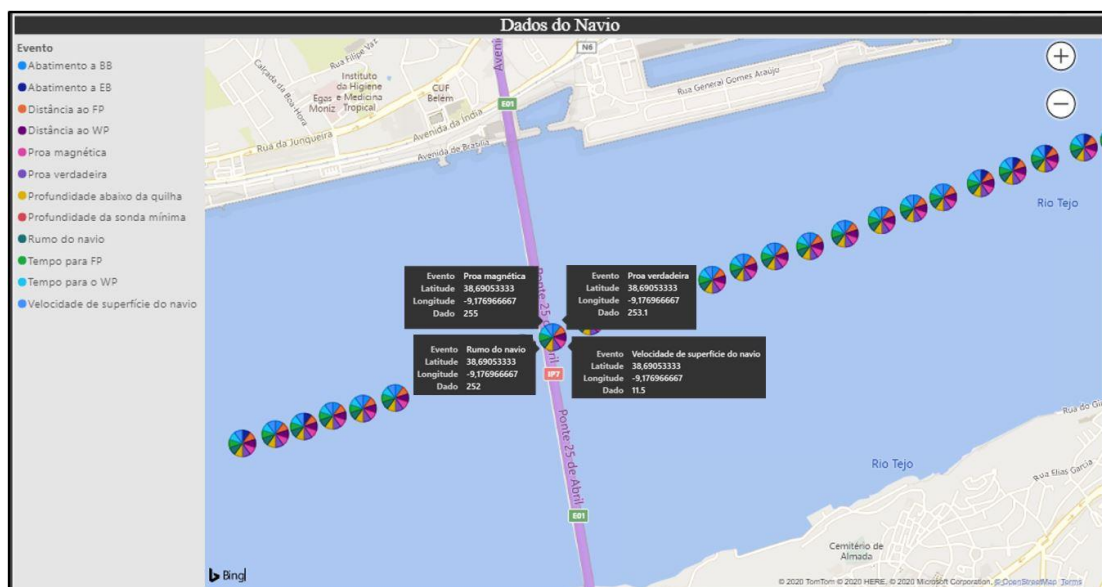 Dados do Navio
Evento
Abatimento a BB
Abatimento a EB
Distância ao FP
Distância ao WP
Proa magnética
Proa verdadeira
Profundidade abaixo da quilha
Profundidade da sonda mínima
Rumo do navio
Tempo para FP
Tempo para o WP
Velocidade de superfície do navio
Calçada da Boa-Hora
Rua Filipe Vaz
Instituto
da Higiene
e Medicina
Tropical
Egas
Moniz
CUF
Belém
Rua da Junqueira
Avenida da India
Avenida de Brasília
Aveni
N6
E01
Rua General Gomes Araujo
Rio Tejo
Evento Proa magnética
Latitude 38,69053333
Longitude -9,176966667
Dado 255
Evento Proa verdadeira
Latitude 38,69053333
Longitude -9,176966667
Dado 253.1
Evento Rumo do navio
Latitude 38,69053333
Longitude -9,176966667
Dado 252
Evento Velocidade de superfície do navio
Latitude 38,69053333
Longitude -9,176966667
Dado 11.5
IP7
Ponte 25 de Abril
E01
Rio Tejo
Rua Elias Garcia
Cemitério de
Almada
Bing
© 2020 TomTom © 2020 HERE, © 2020 Microsoft Corporation, © OpenStreetMap Terms